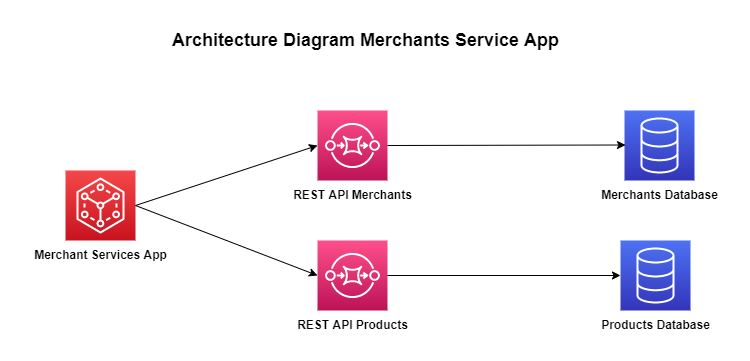 Architecture Diagram Merchants Service App
REST API Merchants
Merchants Database
Merchant Services App
REST API Products
Products Database